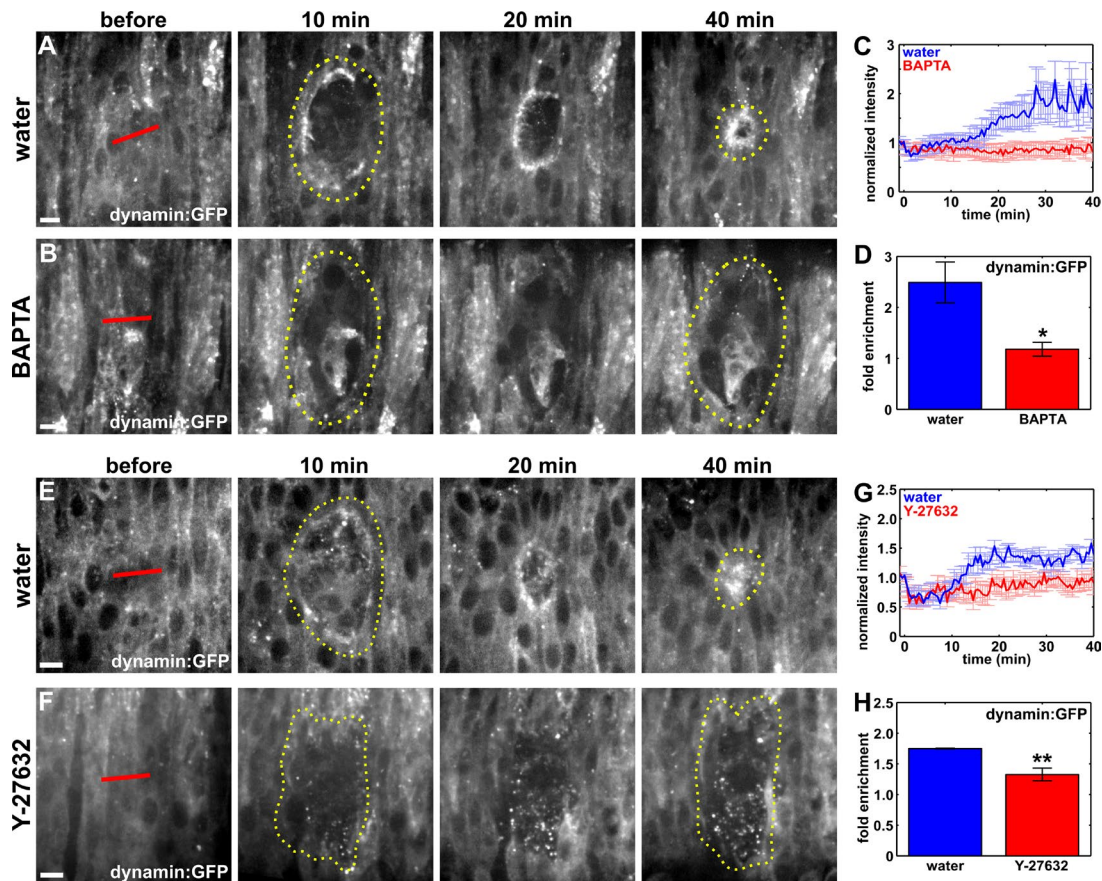 before 10 min 20 min 40 min
A
water
dynamin:GFP
C
water
BAPTA
normalized intensity
3
2
1
0
0 10 20 30 40
time (min)
B
BAPTA
dynamin:GFP
D
dynamin:GFP
fold enrichment
3
2
1
0
*
water BAPTA
before 10 min 20 min 40 min
E
water
dynamin:GFP
G
water
Y-27632
normalized intensity
2.5
2.0
1.5
1.0
0.5
0
0 10 20 30 40
time (min)
F
Y-27632
dynamin:GFP
H
dynamin:GFP
fold enrichment
2.5
2.0
1.5
1.0
0.5
0
**
water Y-27632